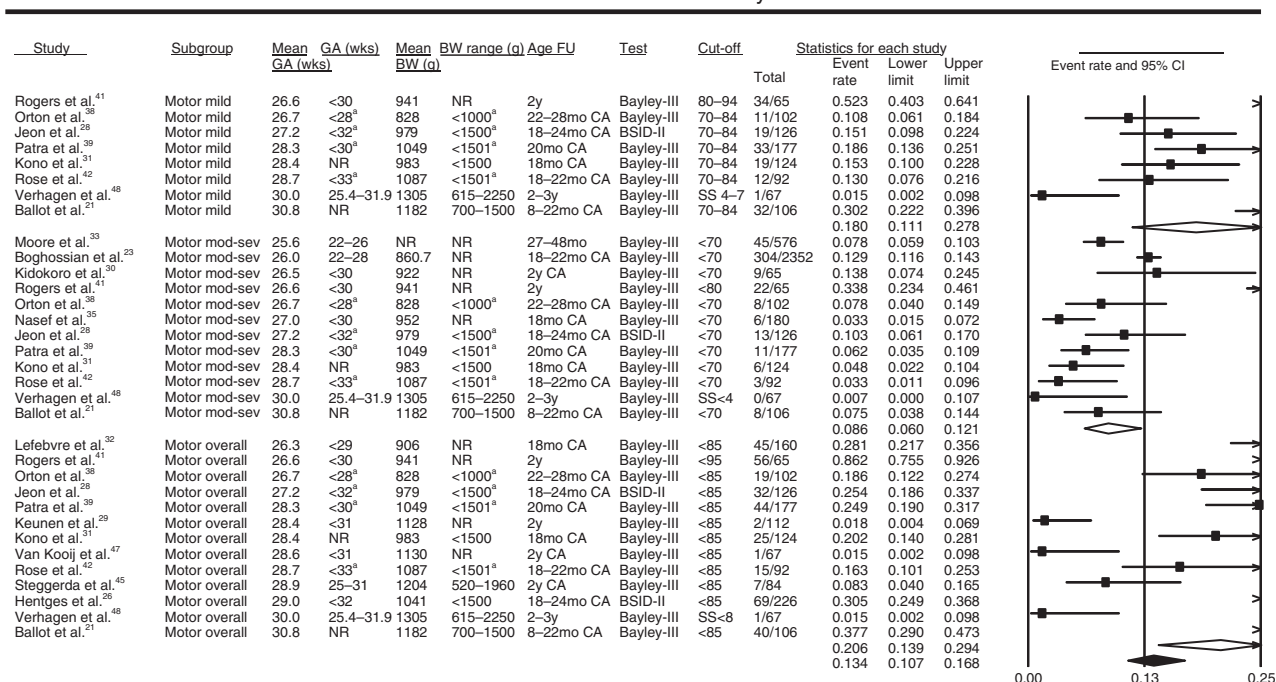 Study Subgroup Mean GA (wks) Mean BW range (g) Age FU Test Cut-off Statistics for each study
GA (wks) BW (g) Total Event rate Lower limit Upper limit Event rate and 95% CI
Rogers et al.41 Motor mild 26.6 <30 941 NR 2y Bayley-III 80–94 34/65 0.523 0.403 0.641
Orton et al.38 Motor mild 26.7 <28a 828 <1000a 22–28mo CA Bayley-III 70–84 11/102 0.108 0.061 0.184
Jeon et al.28 Motor mild 27.2 <32a 979 <1500a 18–24mo CA BSID-II 70–84 19/126 0.151 0.098 0.224
Patra et al.39 Motor mild 28.3 <30a 1049 <1501a 20mo CA Bayley-III 70–84 33/177 0.186 0.136 0.251
Kono et al.31 Motor mild 28.4 NR 983 <1500 18mo CA Bayley-III 70–84 19/124 0.153 0.100 0.228
Rose et al.42 Motor mild 28.7 <33a 1087 <1501a 18–22mo CA Bayley-III 70–84 12/92 0.130 0.076 0.216
Verhagen et al.48 Motor mild 30.0 25.4–31.9 1305 615–2250 2–3y Bayley-III SS 4–7 1/67 0.015 0.002 0.098
Ballot et al.21 Motor mild 30.8 NR 1182 700–1500 8–22mo CA Bayley-III 70–84 32/106 0.302 0.222 0.396
0.180 0.111 0.278
Moore et al.33 Motor mod-sev 25.6 22–26 NR NR 27–48mo Bayley-III <70 45/576 0.078 0.059 0.103
Boghossian et al.23 Motor mod-sev 26.0 22–28 860.7 NR 18–22mo CA Bayley-III <70 304/2352 0.129 0.116 0.143
Kidokoro et al.30 Motor mod-sev 26.5 <30 922 NR 2y CA Bayley-III <70 9/65 0.138 0.074 0.245
Rogers et al.41 Motor mod-sev 26.6 <30 941 NR 2y Bayley-III <80 22/65 0.338 0.234 0.461
Orton et al.38 Motor mod-sev 26.7 <28a 828 <1000a 22–28mo CA Bayley-III <70 8/102 0.078 0.040 0.149
Nasef et al.35 Motor mod-sev 27.0 <30 952 NR 18mo CA Bayley-III <70 6/180 0.033 0.015 0.072
Jeon et al.28 Motor mod-sev 27.2 <32a 979 <1500a 18–24mo CA BSID-II <70 13/126 0.103 0.061 0.170
Patra et al.39 Motor mod-sev 28.3 <30a 1049 <1501a 20mo CA Bayley-III <70 11/177 0.062 0.035 0.109
Kono et al.31 Motor mod-sev 28.4 NR 983 <1500 18mo CA Bayley-III <70 6/124 0.048 0.022 0.104
Rose et al.42 Motor mod-sev 28.7 <33a 1087 <1501a 18–22mo CA Bayley-III <70 3/92 0.033 0.011 0.096
Verhagen et al.48 Motor mod-sev 30.0 25.4–31.9 1305 615–2250 2–3y Bayley-III SS<4 0/67 0.007 0.000 0.107
Ballot et al.21 Motor mod-sev 30.8 NR 1182 700–1500 8–22mo CA Bayley-III <70 8/106 0.075 0.038 0.144
0.086 0.060 0.121
Lefebvre et al.32 Motor overall 26.3 <29 906 NR 18mo CA Bayley-III <85 45/160 0.281 0.217 0.356
Rogers et al.41 Motor overall 26.6 <30 941 NR 2y Bayley-III <95 56/65 0.862 0.755 0.926
Orton et al.38 Motor overall 26.7 <28a 828 <1000a 22–28mo CA Bayley-III <85 19/102 0.186 0.122 0.274
Jeon et al.28 Motor overall 27.2 <32a 979 <1500a 18–24mo CA BSID-II <85 32/126 0.254 0.186 0.337
Patra et al.39 Motor overall 28.3 <30a 1049 <1501a 20mo CA Bayley-III <85 44/177 0.249 0.190 0.317
Keunen et al.29 Motor overall 28.4 <31 1128 NR 2y Bayley-III <85 2/112 0.018 0.004 0.069
Kono et al.31 Motor overall 28.4 NR 983 <1500 18mo CA Bayley-III <85 25/124 0.202 0.140 0.281
Van Kooij et al.47 Motor overall 28.6 <31 1130 NR 2y CA Bayley-III <85 1/67 0.015 0.002 0.098
Rose et al.42 Motor overall 28.7 <33a 1087 <1501a 18–22mo CA Bayley-III <85 15/92 0.163 0.101 0.253
Steggerda et al.45 Motor overall 28.9 25–31 1204 520–1960 2y CA Bayley-III <85 7/84 0.083 0.040 0.165
Hentges et al.26 Motor overall 29.0 <32 1041 <1500 18–24mo CA BSID-II <85 69/226 0.305 0.249 0.368
Verhagen et al.48 Motor overall 30.0 25.4–31.9 1305 615–2250 2–3y Bayley-III SS<8 1/67 0.015 0.002 0.098
Ballot et al.21 Motor overall 30.8 NR 1182 700–1500 8–22mo CA Bayley-III <85 40/106 0.377 0.290 0.473
0.206 0.139 0.294
0.134 0.107 0.168
0.00 0.13 0.25